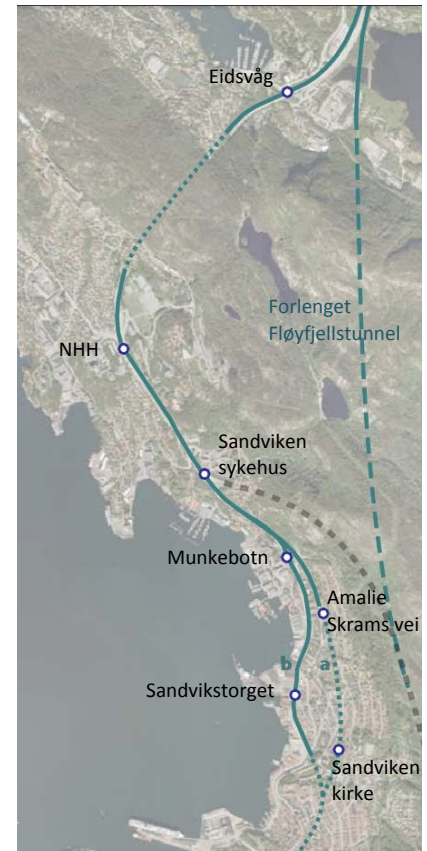 Eidsvåg
Forlenget
Fløyfjellstunnel
NHH
Sandviken
sykehus
Munkebotn
Amalie
Skrams vei
b
a
Sandvikstorget
Sandviken
kirke